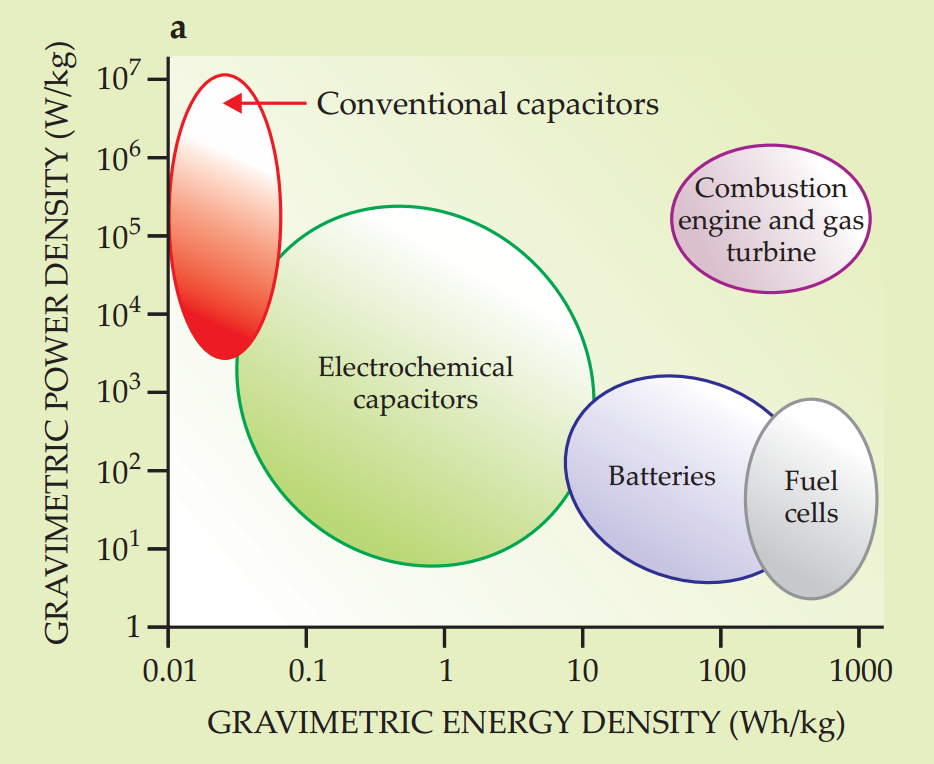 a
GRAVIMETRIC POWER DENSITY (W/kg)
10⁷
10⁶
10⁵
10⁴
10³
10²
10¹
1
Conventional capacitors
Combustion
engine and gas
turbine
Electrochemical
capacitors
Batteries
Fuel
cells
0.01 0.1 1 10 100 1000
GRAVIMETRIC ENERGY DENSITY (Wh/kg)